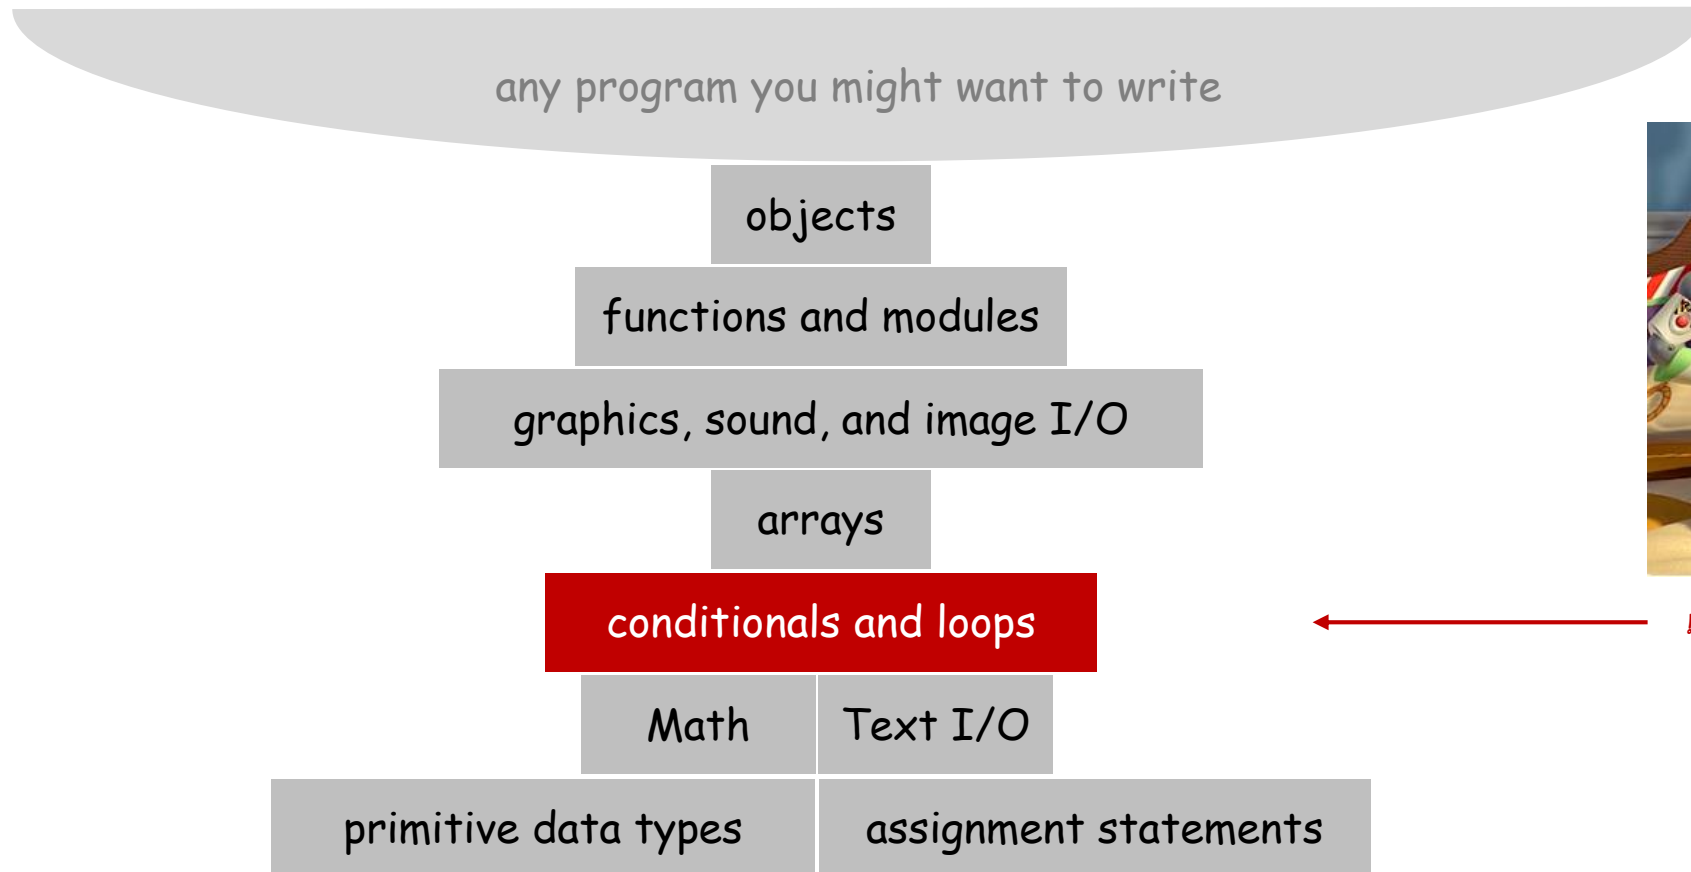 any program you might want to write
objects
functions and modules
graphics, sound, and image I/O
arrays
conditionals and loops
Math
Text I/O
primitive data types
assignment statements